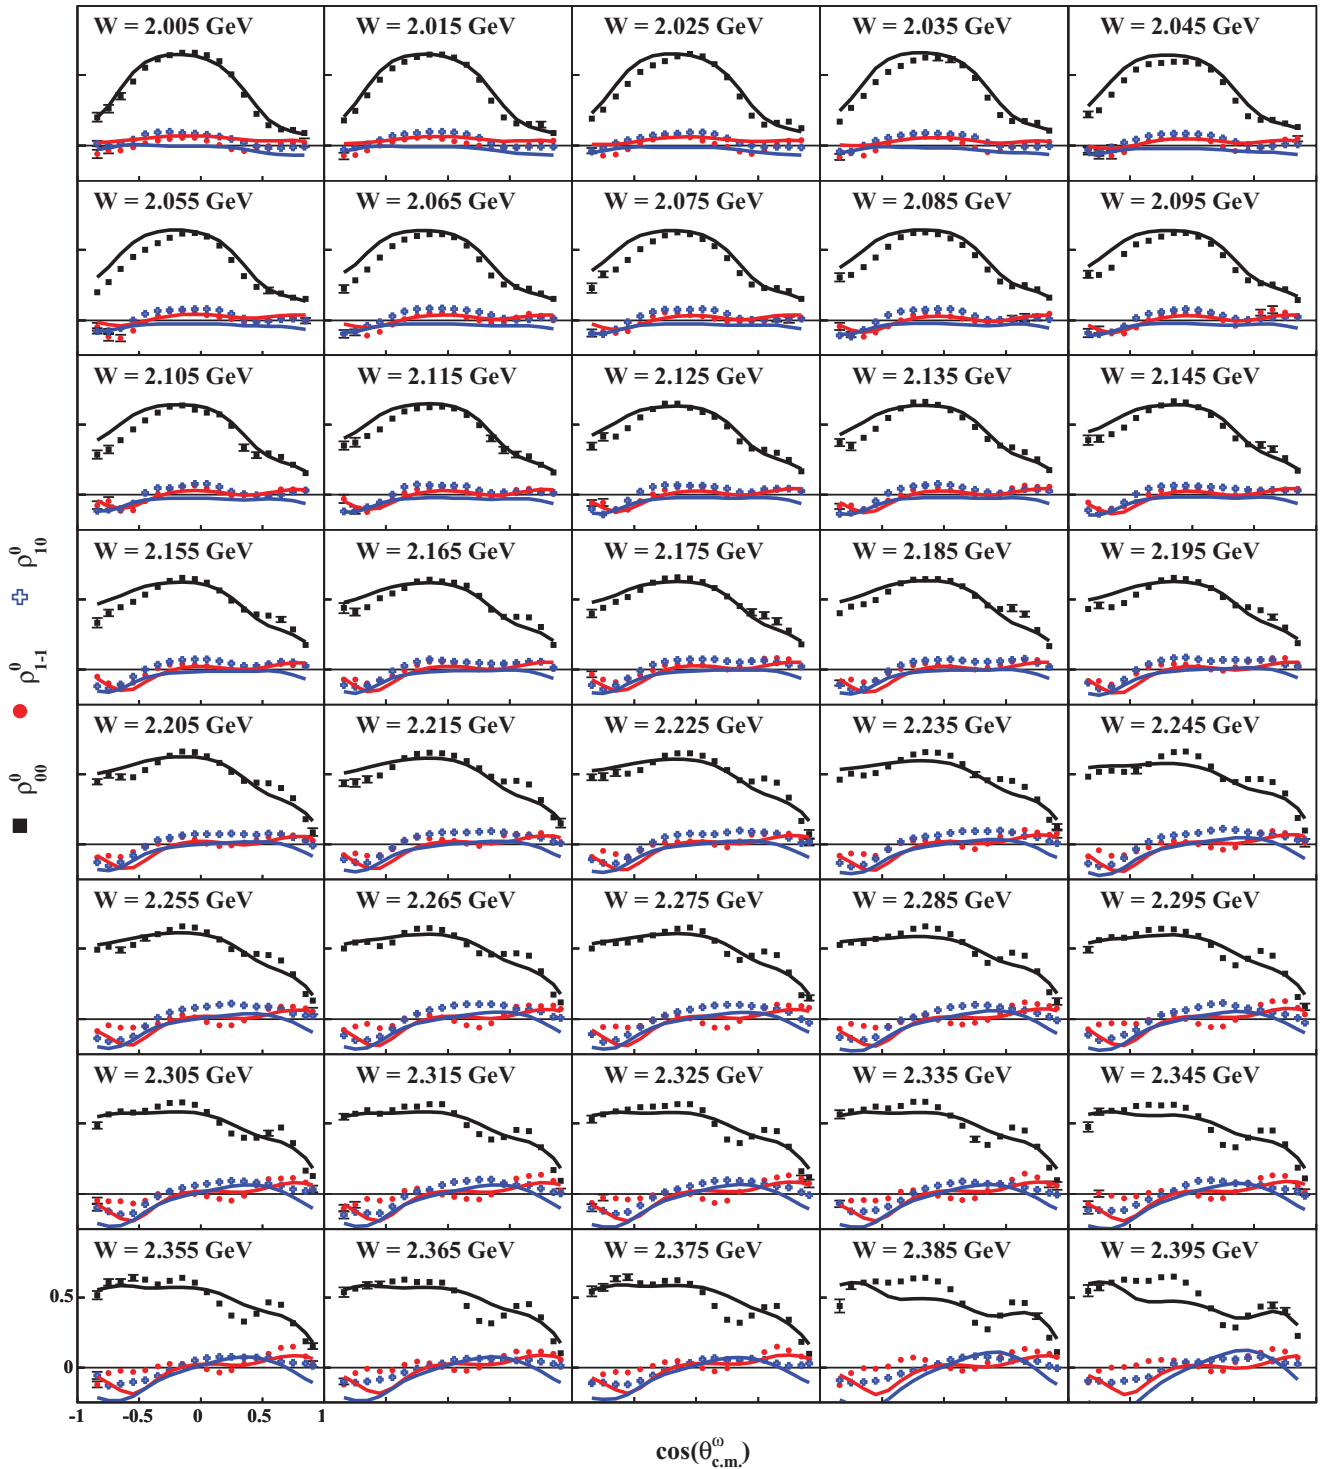 W = 2.005 GeV W = 2.015 GeV W = 2.025 GeV W = 2.035 GeV W = 2.045 GeV
W = 2.055 GeV W = 2.065 GeV W = 2.075 GeV W = 2.085 GeV W = 2.095 GeV
W = 2.105 GeV W = 2.115 GeV W = 2.125 GeV W = 2.135 GeV W = 2.145 GeV
W = 2.155 GeV W = 2.165 GeV W = 2.175 GeV W = 2.185 GeV W = 2.195 GeV
W = 2.205 GeV W = 2.215 GeV W = 2.225 GeV W = 2.235 GeV W = 2.245 GeV
W = 2.255 GeV W = 2.265 GeV W = 2.275 GeV W = 2.285 GeV W = 2.295 GeV
W = 2.305 GeV W = 2.315 GeV W = 2.325 GeV W = 2.335 GeV W = 2.345 GeV
W = 2.355 GeV W = 2.365 GeV W = 2.375 GeV W = 2.385 GeV W = 2.395 GeV
ρ⁰₀₀ ρ⁰₁₋₁ ρ⁰₁₀
0.5
0
-1 -0.5 0 0.5 1
cos(θ^ω_c.m.)